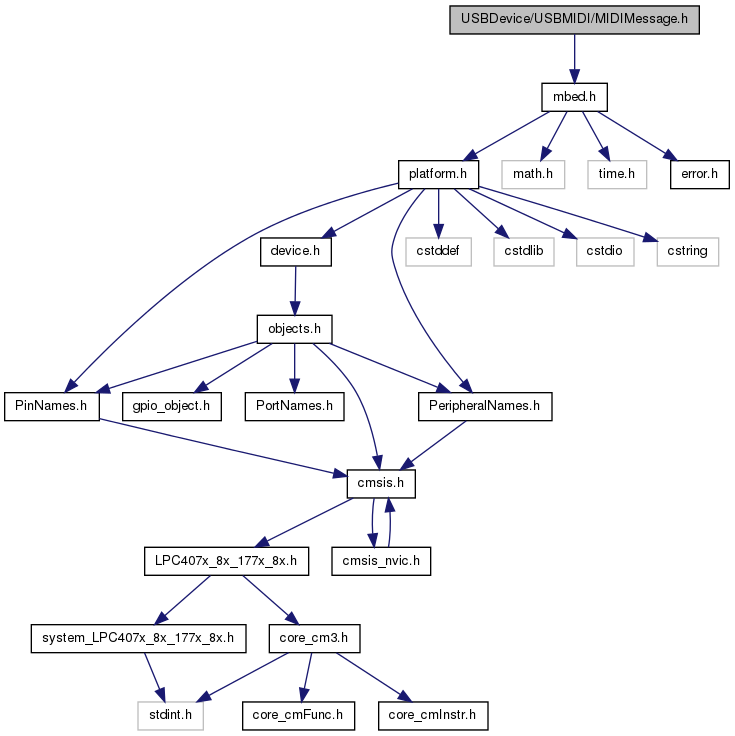 USBDevice/USBMIDI/MIDIMessage.h
mbed.h
platform.h
math.h
time.h
error.h
device.h
cstddef
cstdlib
cstdio
cstring
objects.h
PinNames.h
gpio_object.h
PortNames.h
PeripheralNames.h
cmsis.h
LPC407x_8x_177x_8x.h
cmsis_nvic.h
system_LPC407x_8x_177x_8x.h
core_cm3.h
stdint.h
core_cmFunc.h
core_cmInstr.h